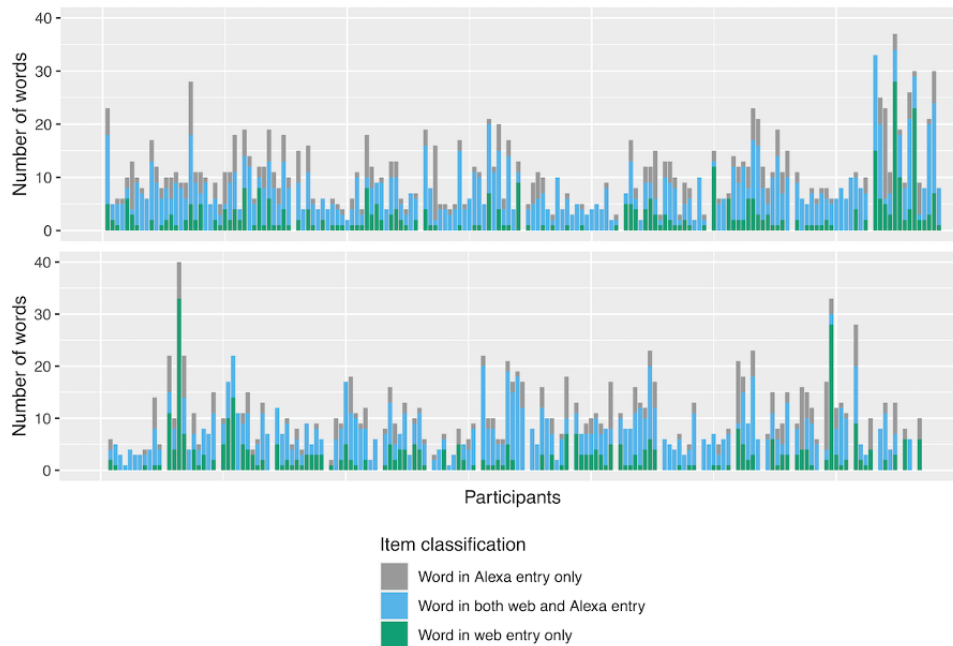 40
30
20
10
0
Number of words
40
30
20
10
0
Number of words
Participants
Item classification
Word in Alexa entry only
Word in both web and Alexa entry
Word in web entry only